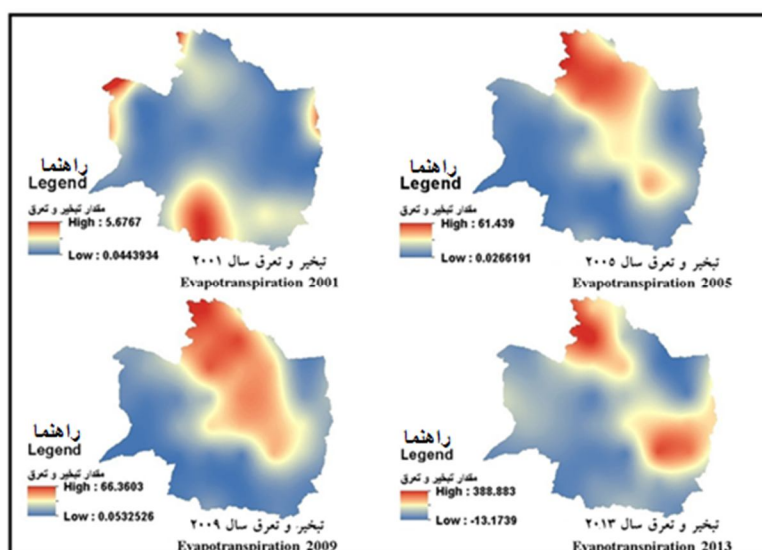 راهنما
Legend
مقدار تبخیر و تعرق
High : 5.6767
Low : 0.0443934
تبخیر و تعرق سال ۲۰۰۱
Evapotranspiration 2001
راهنما
Legend
مقدار تبخیر و تعرق
High : 61.439
Low : 0.0266191
تبخیر و تعرق سال ۲۰۰۵
Evapotranspiration 2005
راهنما
Legend
مقدار تبخیر و تعرق
High : 66.3603
Low : 0.0532526
تبخیر و تعرق سال ۲۰۰۹
Evapotranspiration 2009
راهنما
Legend
مقدار تبخیر و تعرق
High : 388.883
Low : -13.1739
تبخیر و تعرق سال ۲۰۱۳
Evapotranspiration 2013